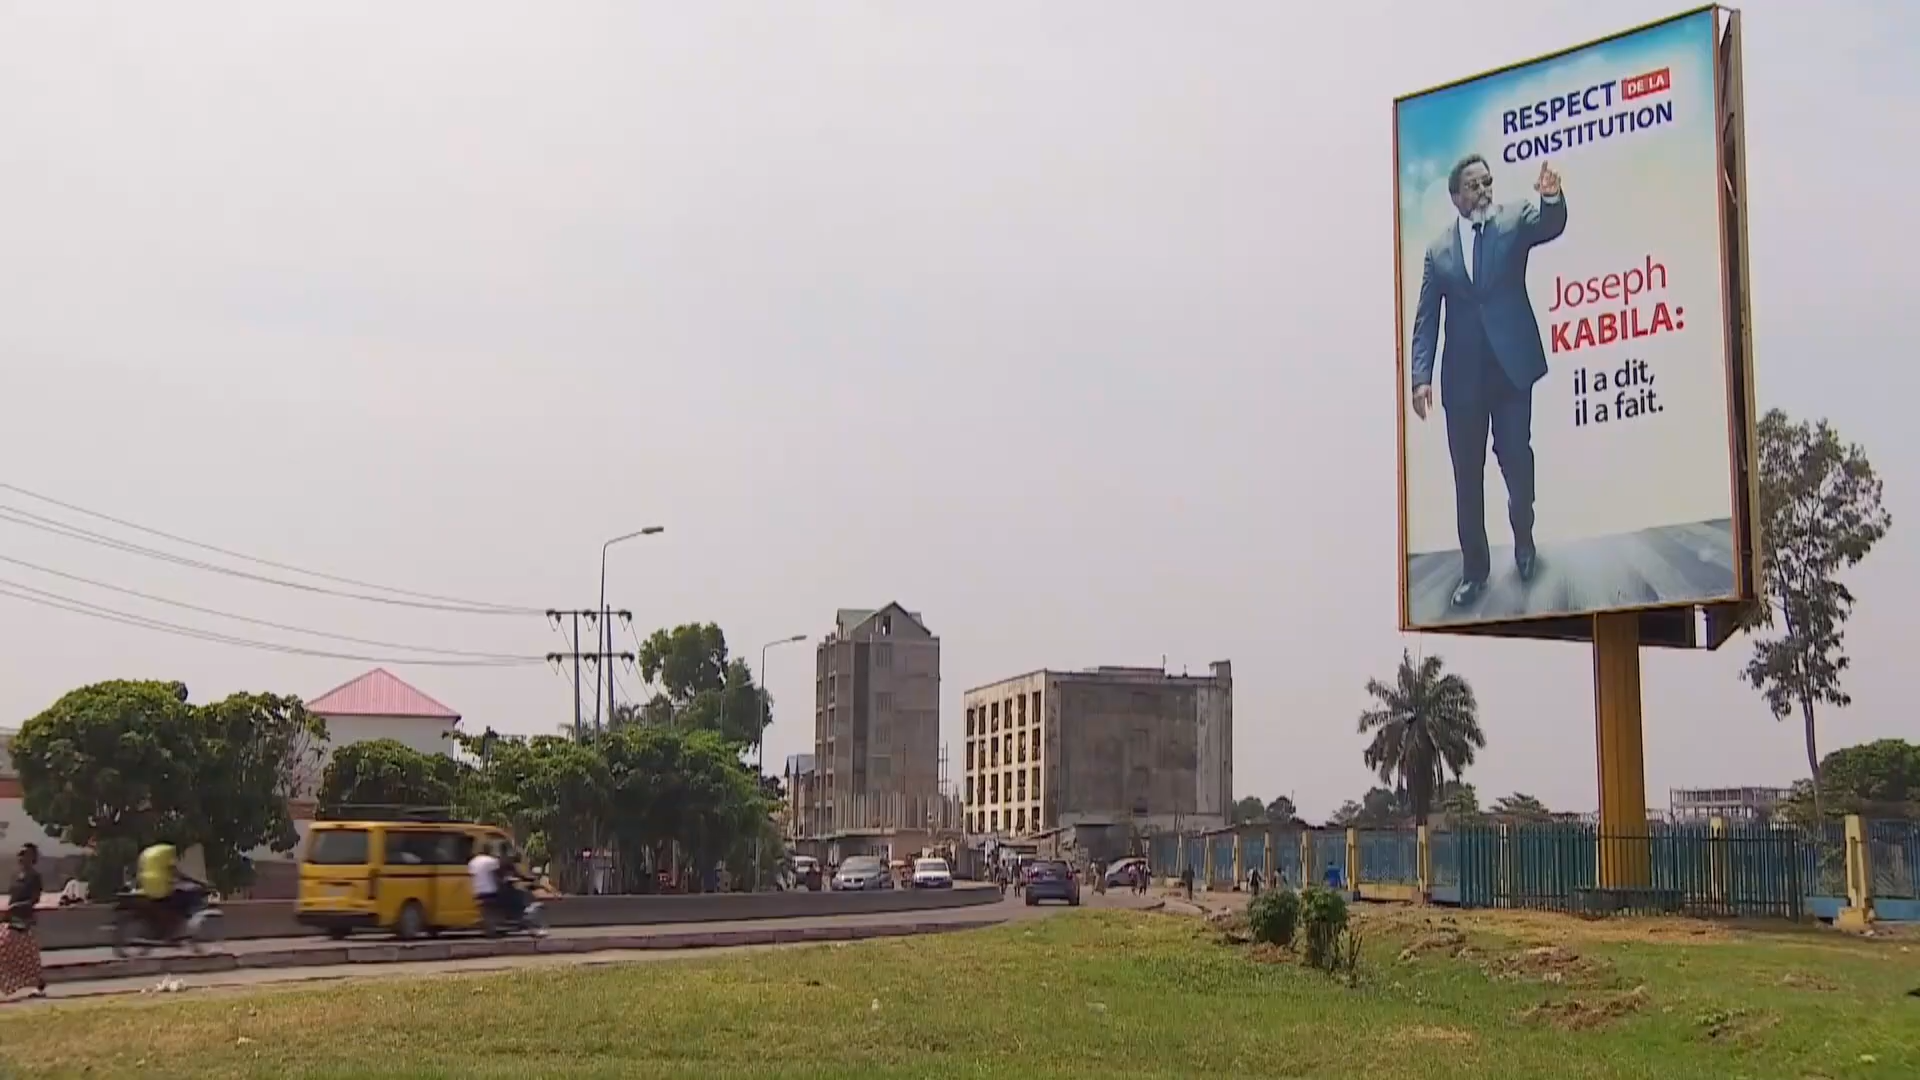 RESPECT DE LA
CONSTITUTION
Joseph
KABILA:
il a dit,
il a fait.